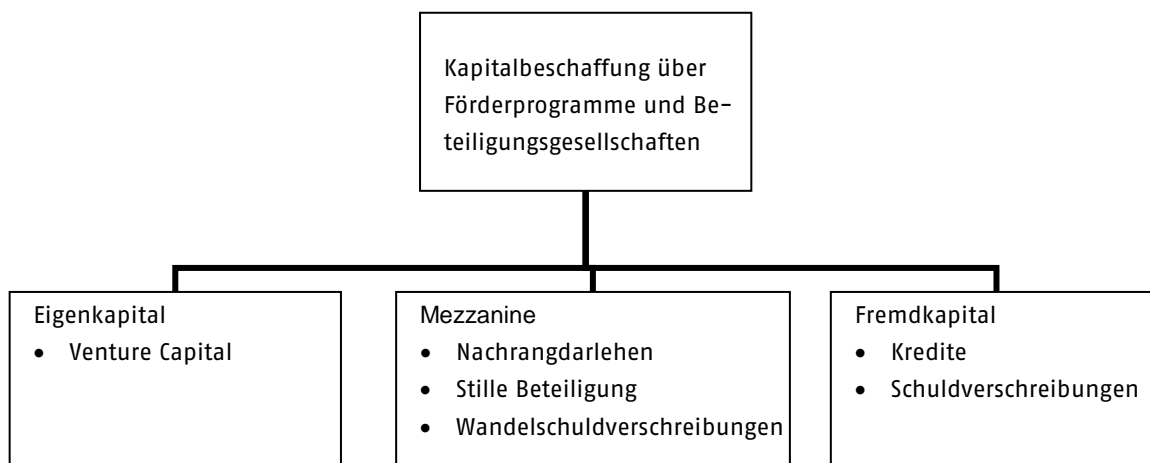 Kapitalbeschaffung über
Förderprogramme und Be-
teiligungsgesellschaften
Eigenkapital
• Venture Capital
Mezzanine
• Nachrangdarlehen
• Stille Beteiligung
• Wandelschuldverschreibungen
Fremdkapital
• Kredite
• Schuldverschreibungen